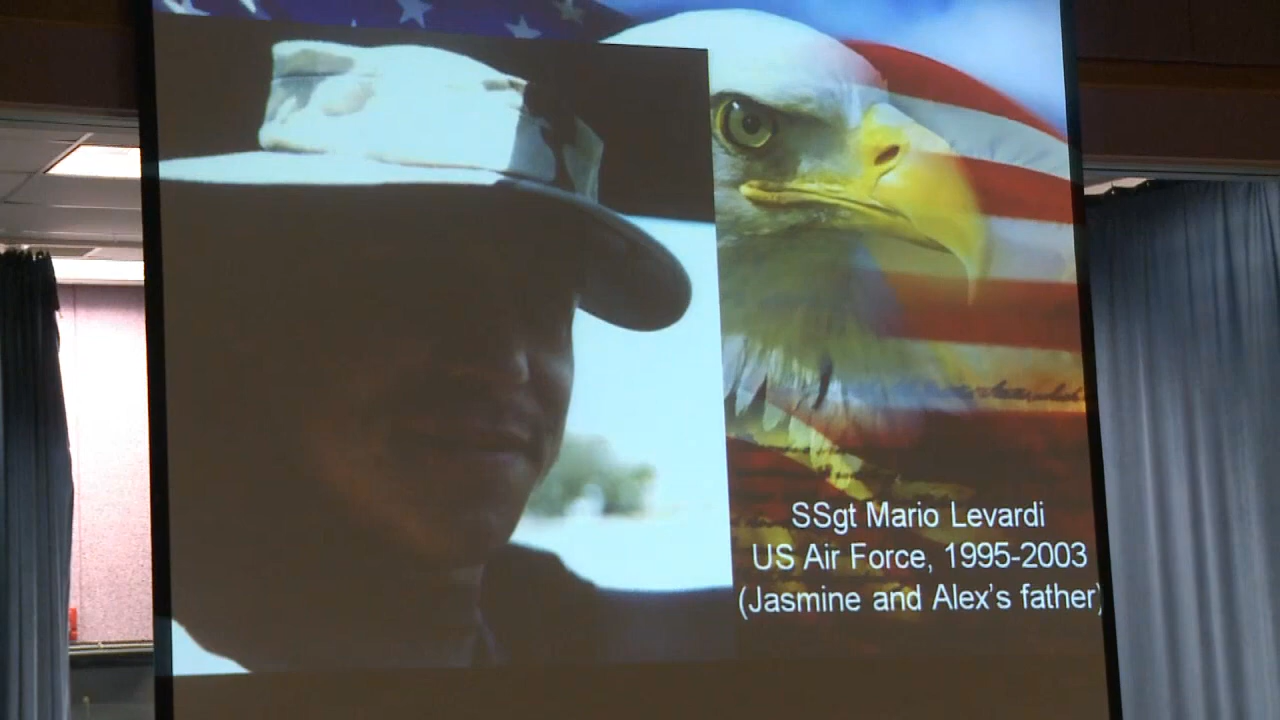 SSgt Mario Levardi
US Air Force, 1995-2003
(Jasmine and Alex's father)